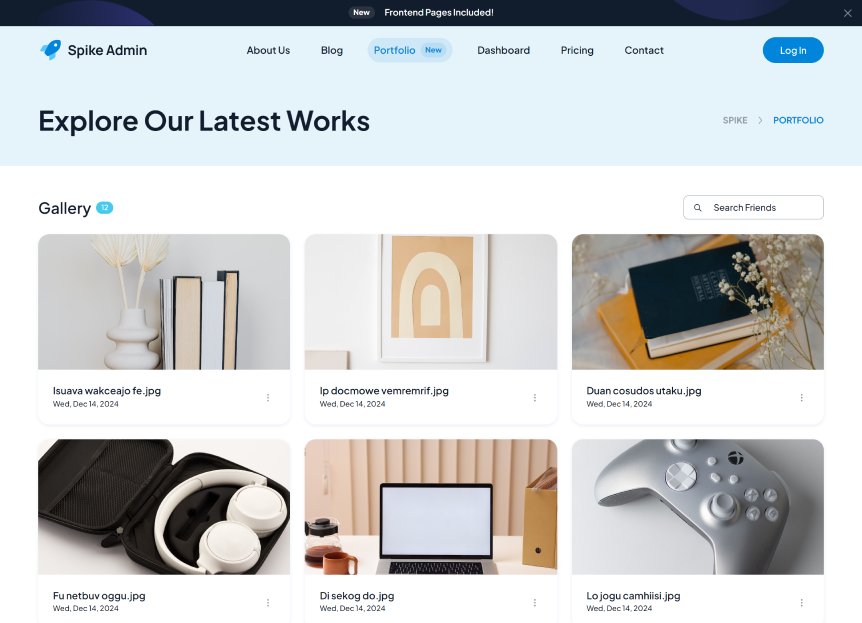 New Frontend Pages Included!
Spike Admin
About Us
Blog
Portfolio New
Dashboard
Pricing
Contact
Log In
Explore Our Latest Works
SPIKE > PORTFOLIO
Gallery 12
Search Friends
Isuava wakceajo fe.jpg
Wed, Dec 14, 2024
Ip docmowe vemremrif.jpg
Wed, Dec 14, 2024
Duan cosudos utaku.jpg
Wed, Dec 14, 2024
Fu netbuv oggu.jpg
Wed, Dec 14, 2024
Di sekog do.jpg
Wed, Dec 14, 2024
Lo jogu camhiisi.jpg
Wed, Dec 14, 2024